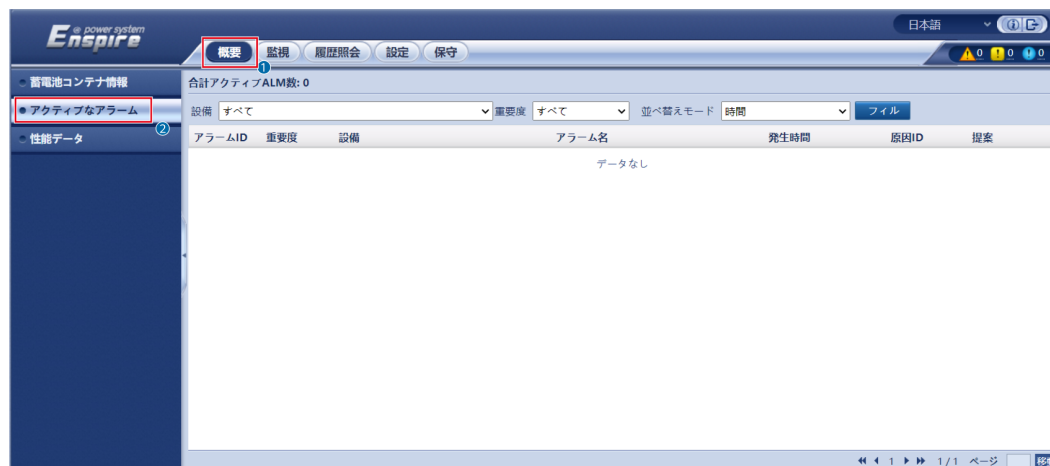 e power system
Enspire
日本語
概要 監視 履歴照会 設定 保守
0 0 0
1
蓄電池コンテナ情報
アクティブなアラーム
2
性能データ
合計アクティブALM数: 0
設備 すべて 重要度 すべて 並べ替えモード 時間 フィル
アラームID 重要度 設備 アラーム名 発生時間 原因ID 提案
データなし
1 1/1 ページ